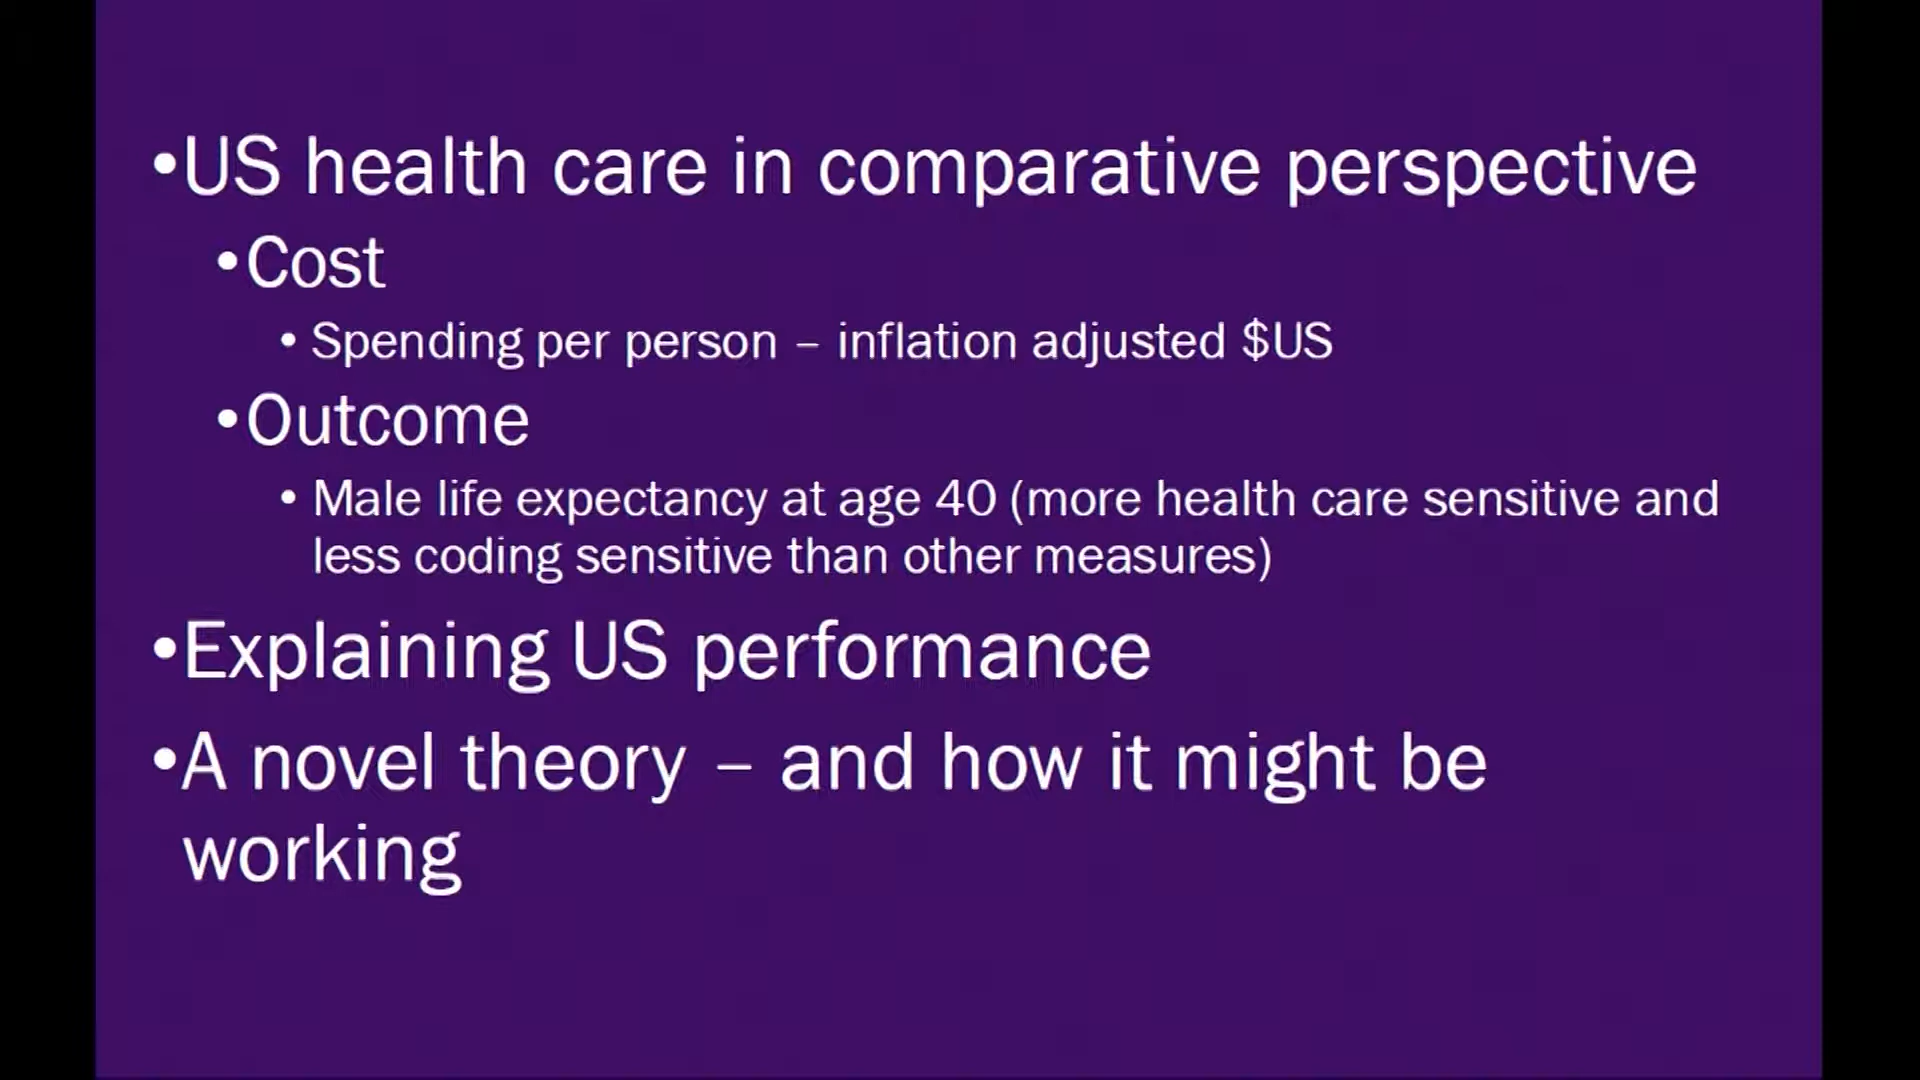 •US health care in comparative perspective
•Cost
• Spending per person – inflation adjusted $US
•Outcome
• Male life expectancy at age 40 (more health care sensitive and
less coding sensitive than other measures)
•Explaining US performance
•A novel theory – and how it might be
working